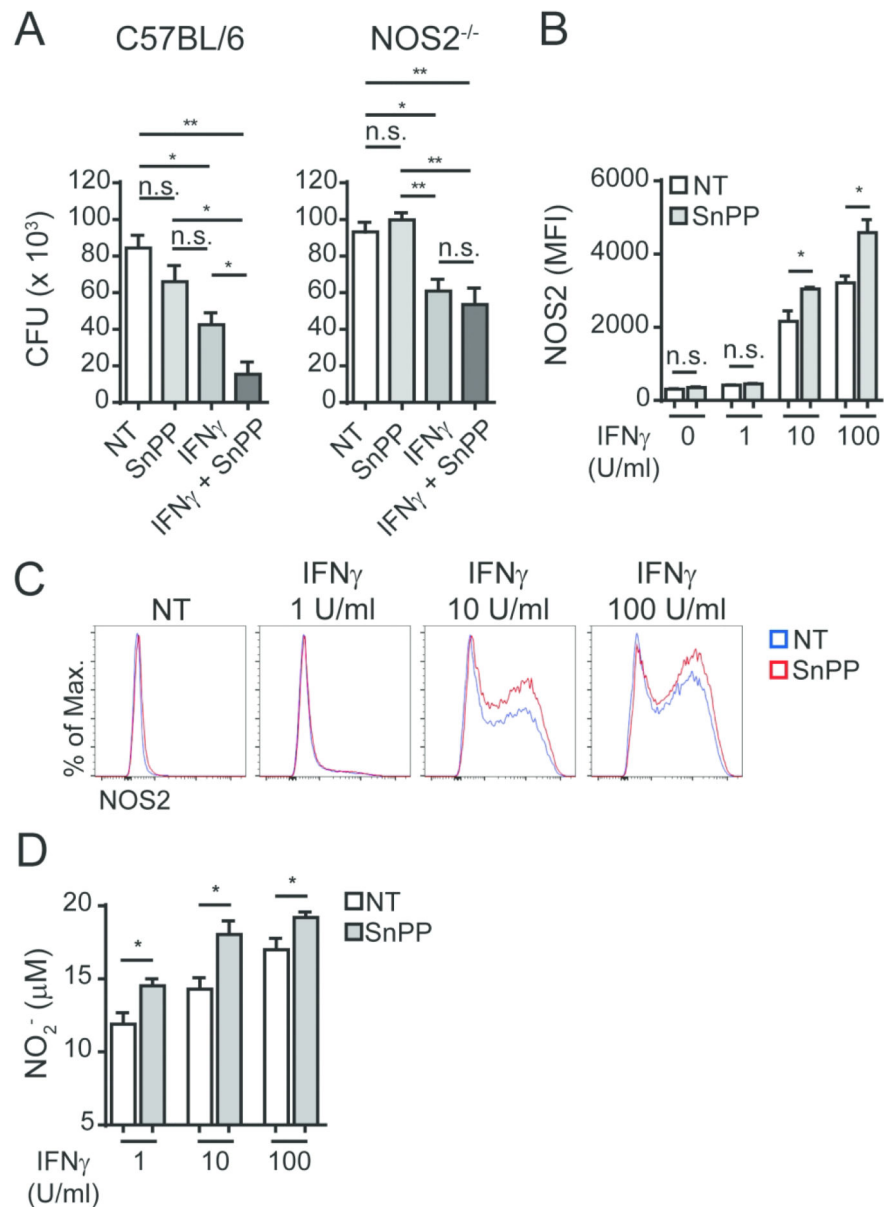 A
C57BL/6
NOS2-/-
**
*
n.s.
*
n.s.
*
120
100
80
60
40
20
0
CFU (x 10³)
NT
SnPP
IFNγ
IFNγ + SnPP
**
*
n.s.
**
**
n.s.
120
100
80
60
40
20
0
NT
SnPP
IFNγ
IFNγ + SnPP
B
6000
4000
2000
0
NOS2 (MFI)
NT
SnPP
n.s.
n.s.
*
*
IFNγ
(U/ml)
0
1
10
100
C
NT
IFNγ
1 U/ml
IFNγ
10 U/ml
IFNγ
100 U/ml
% of Max.
NOS2
NT
SnPP
D
20
15
10
5
NO₂⁻ (μM)
*
*
*
NT
SnPP
IFNγ
(U/ml)
1
10
100